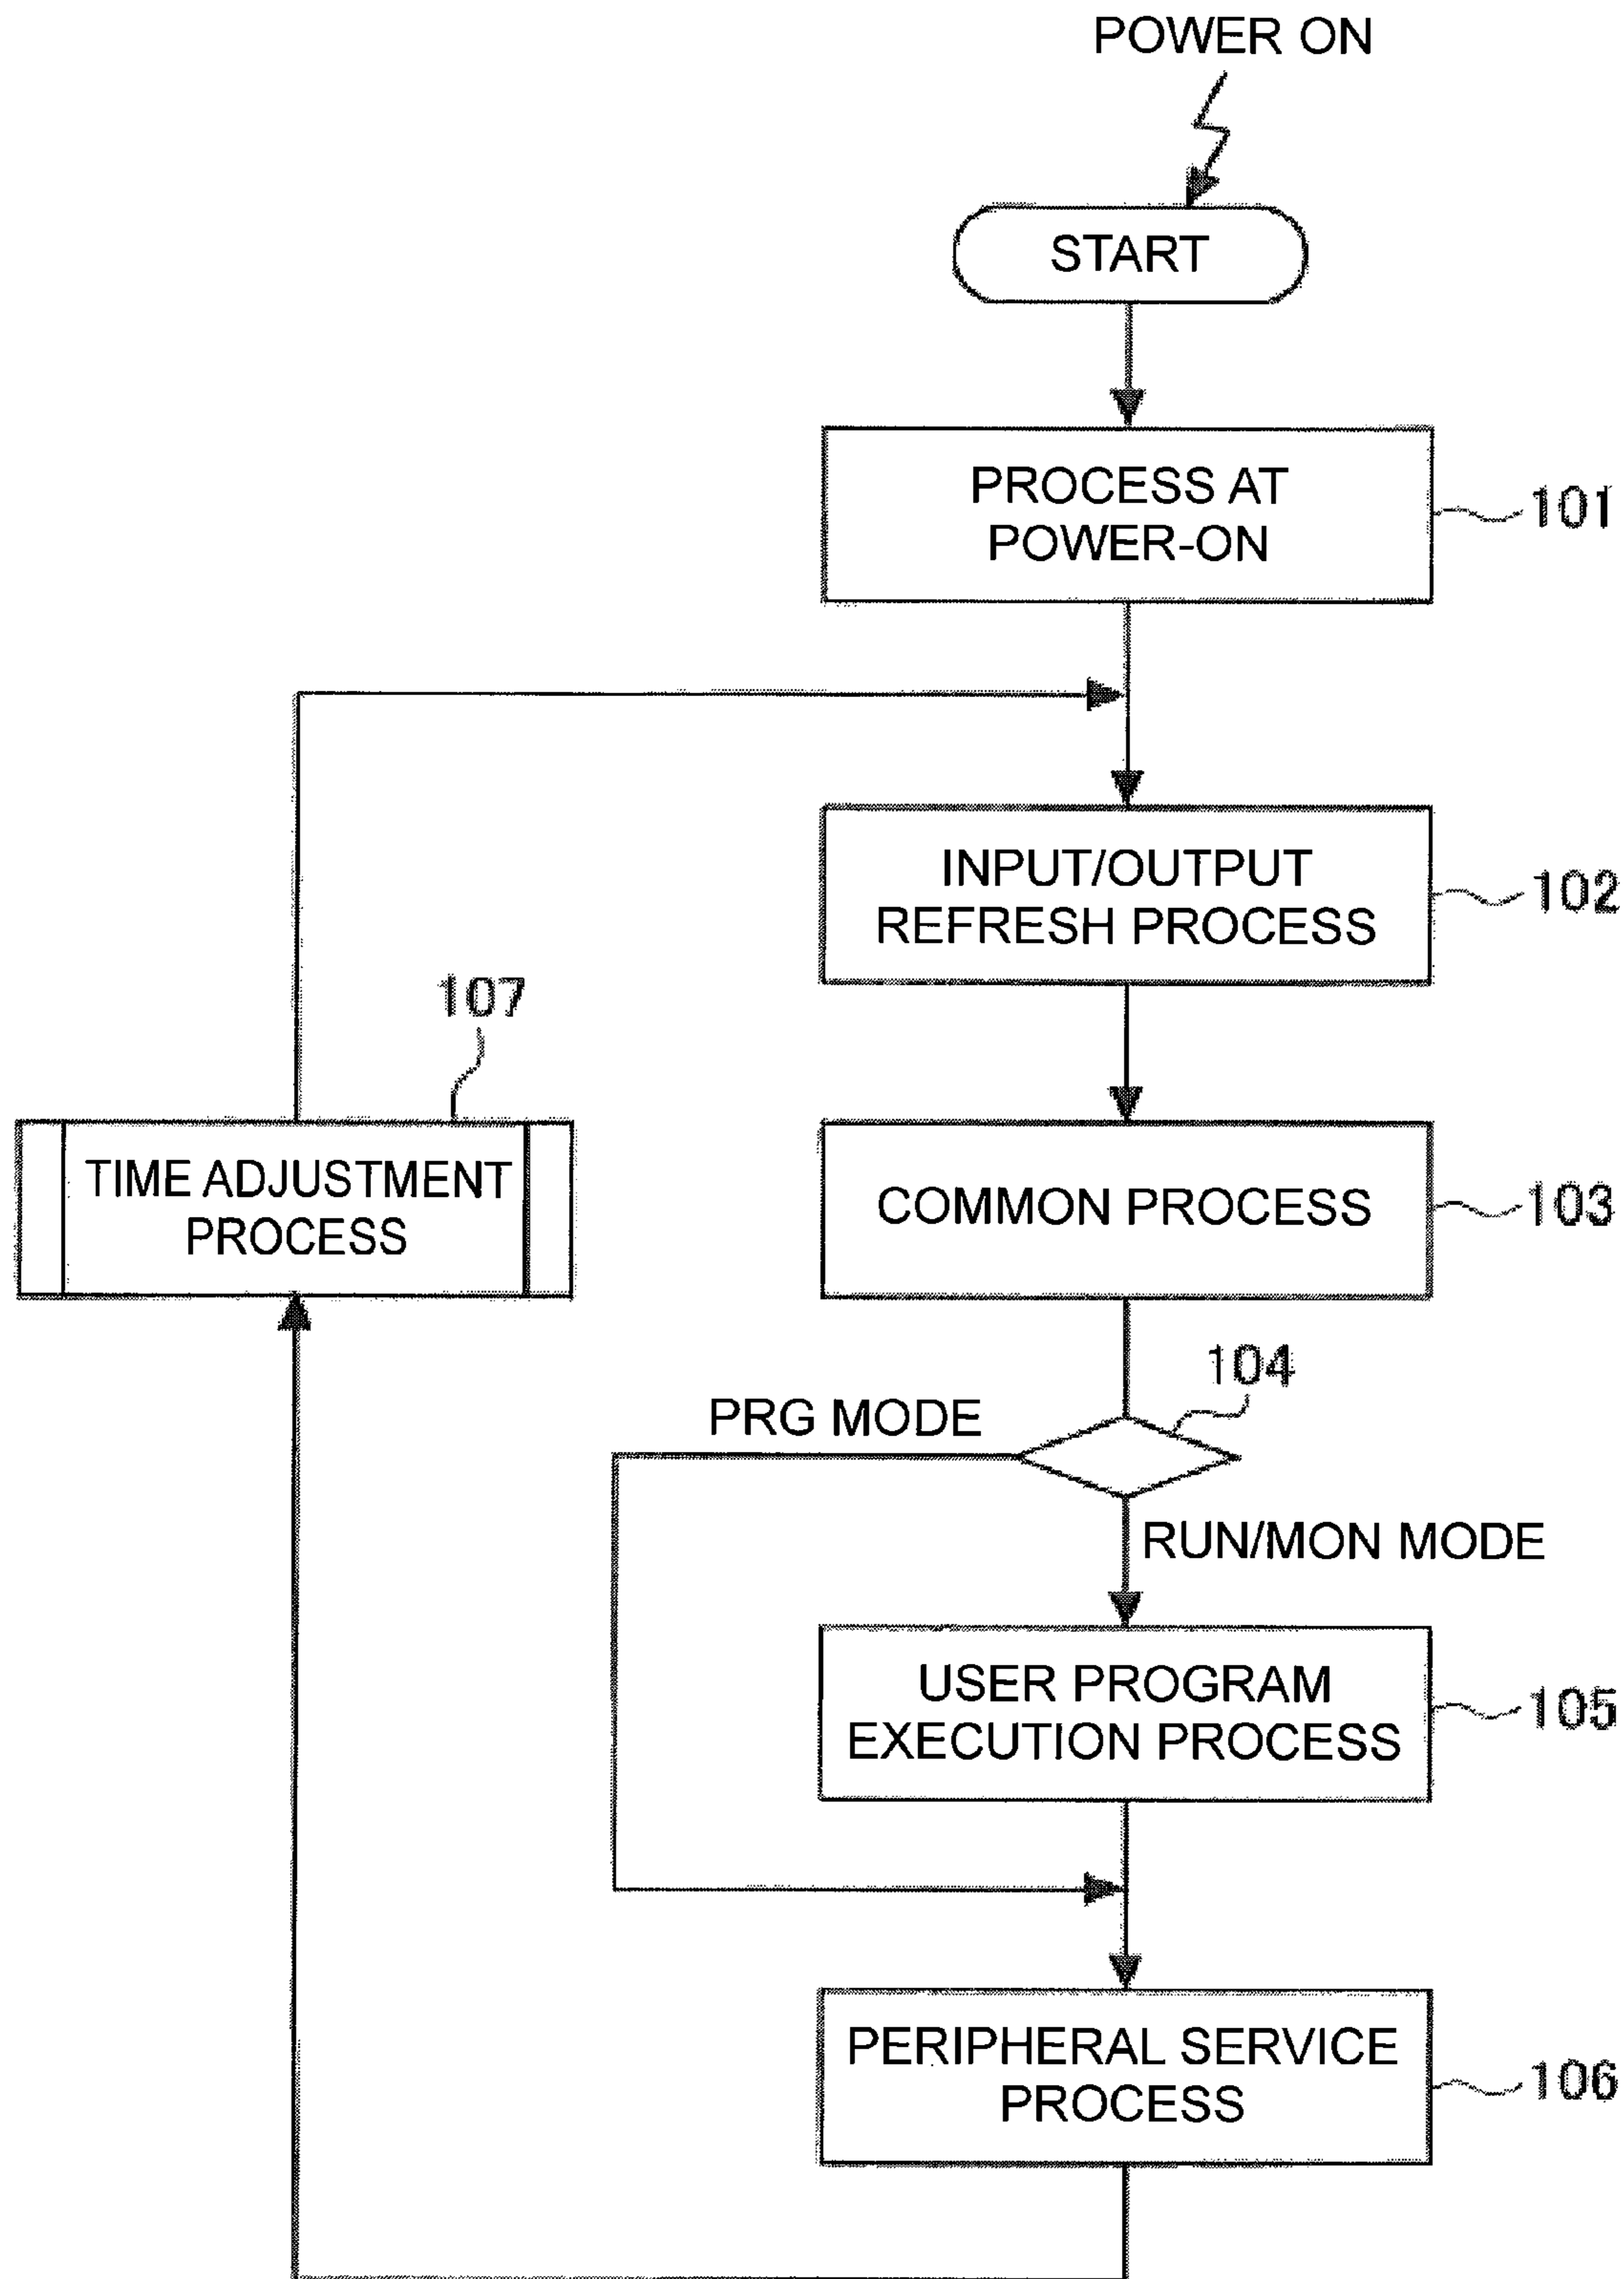 POWER ON
START
PROCESS AT
POWER-ON
101
INPUT/OUTPUT
REFRESH PROCESS
102
107
TIME ADJUSTMENT
PROCESS
COMMON PROCESS
103
104
PRG MODE
RUN/MON MODE
USER PROGRAM
EXECUTION PROCESS
105
PERIPHERAL SERVICE
PROCESS
106